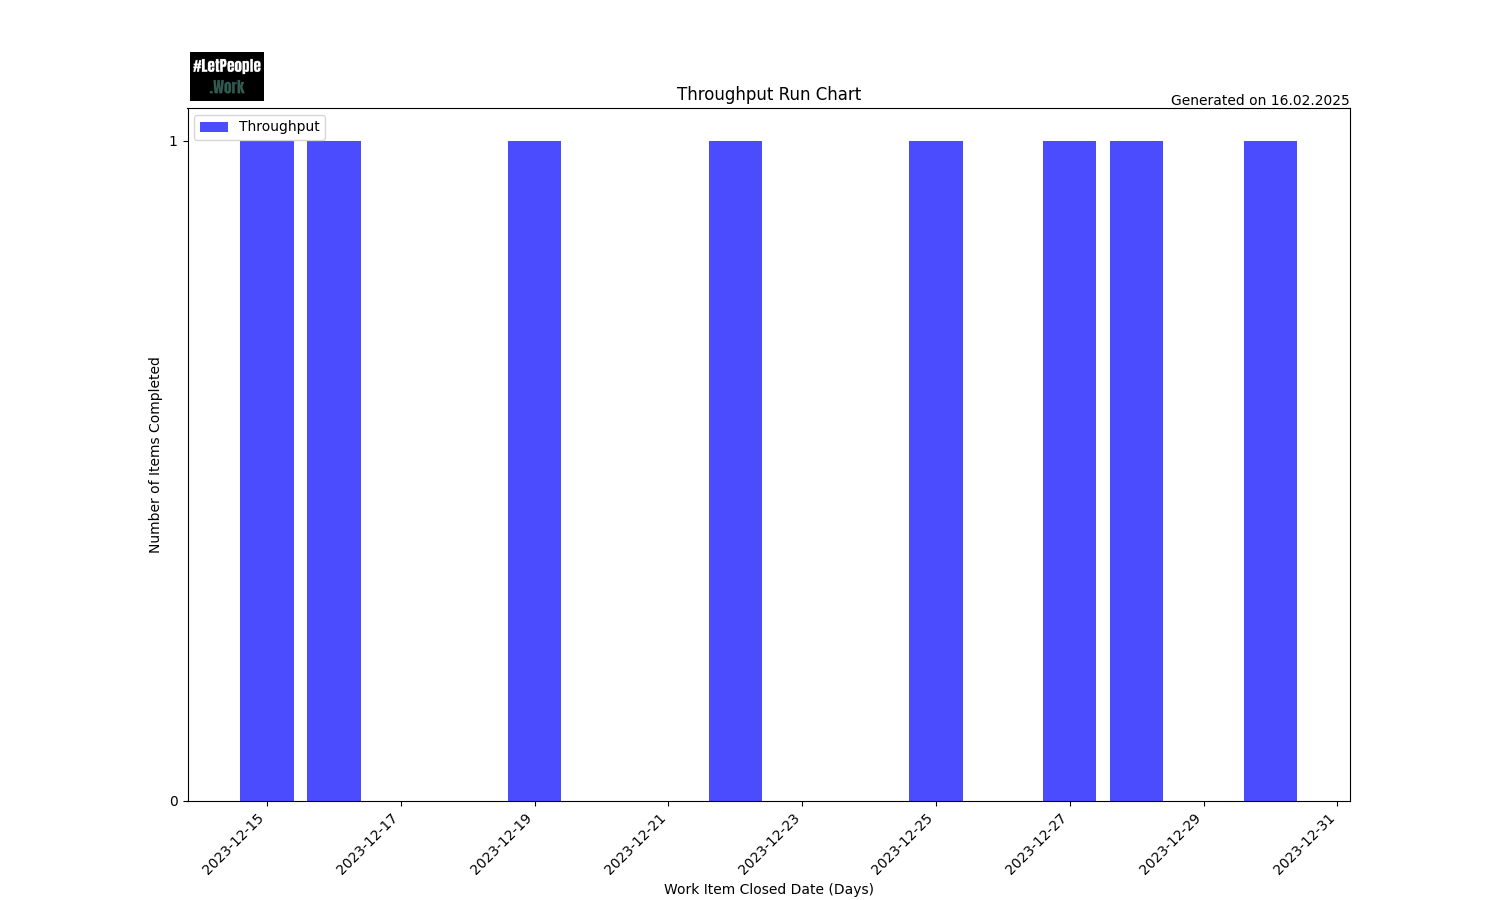 #LetPeople
.Work
Throughput Run Chart
Generated on 16.02.2025
Throughput
1
0
Number of Items Completed
2023-12-15
2023-12-17
2023-12-19
2023-12-21
2023-12-23
2023-12-25
2023-12-27
2023-12-29
2023-12-31
Work Item Closed Date (Days)